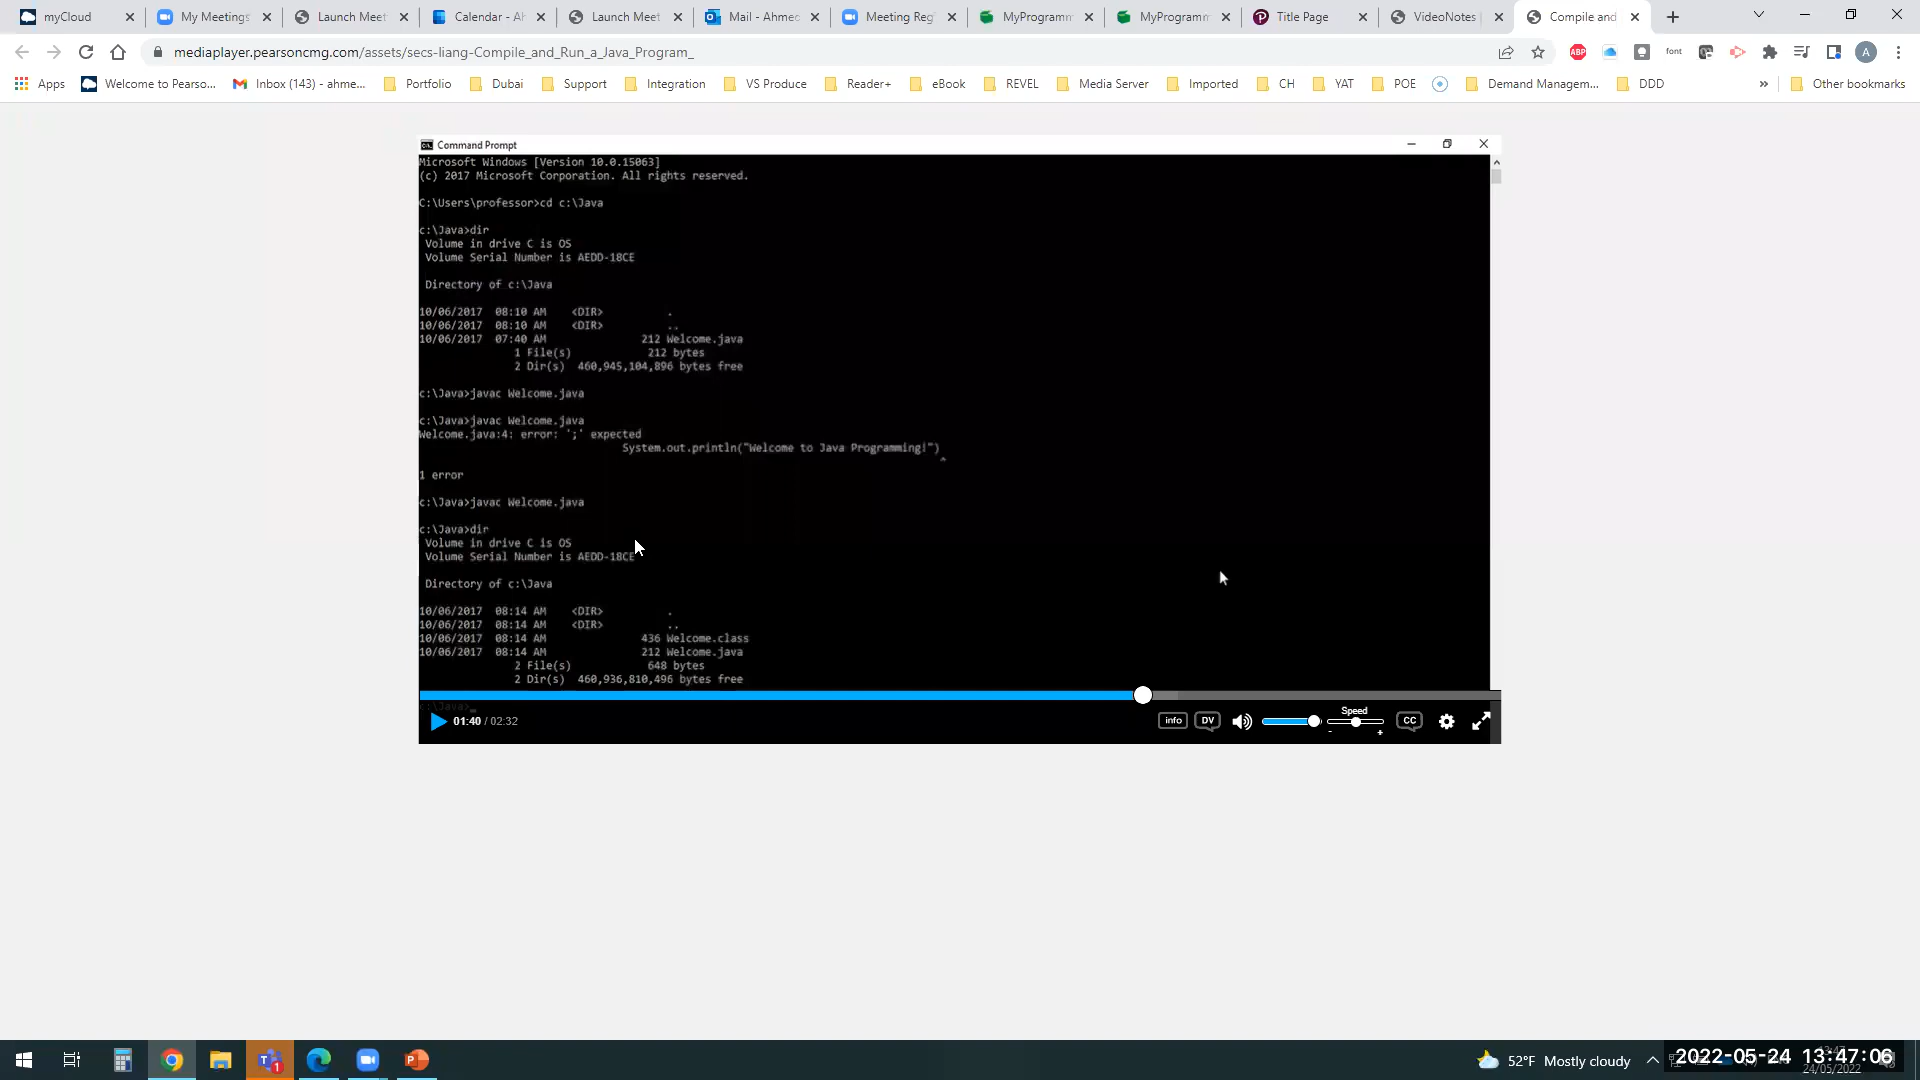 myCloud
My Meetings
Launch Meet
Calendar - Ah
Launch Meet
Mail - Ahmed
Meeting Reg
MyProgramm
MyProgramm
Title Page
VideoNotes
Compile and
mediaplayer.pearsoncmg.com/assets/secs-liang-Compile_and_Run_a_Java_Program_
ABP
font
A
Apps
Welcome to Pearso...
Inbox (143) - ahme...
Portfolio
Dubai
Support
Integration
VS Produce
Reader+
eBook
REVEL
Media Server
Imported
CH
YAT
POE
Demand Managem...
DDD
»
Other bookmarks
Command Prompt
Microsoft Windows [Version 10.0.15063]
(c) 2017 Microsoft Corporation. All rights reserved.
C:\Users\professor>cd c:\Java
c:\Java>dir
Volume in drive C is OS
Volume Serial Number is AEDD-18CE
Directory of c:\Java
10/06/2017  08:10 AM    <DIR>          .
10/06/2017  08:10 AM    <DIR>          ..
10/06/2017  07:40 AM               212 Welcome.java
1 File(s)            212 bytes
2 Dir(s)  460,945,104,896 bytes free
c:\Java>javac Welcome.java
c:\Java>javac Welcome.java
Welcome.java:4: error: ';' expected
System.out.println("Welcome to Java Programming!")
^
1 error
c:\Java>javac Welcome.java
c:\Java>dir
Volume in drive C is OS
Volume Serial Number is AEDD-18CE
Directory of c:\Java
10/06/2017  08:14 AM    <DIR>          .
10/06/2017  08:14 AM    <DIR>          ..
10/06/2017  08:14 AM               436 Welcome.class
10/06/2017  08:14 AM               212 Welcome.java
2 File(s)            648 bytes
2 Dir(s)  460,936,810,496 bytes free
c:\Java>_
01:40 / 02:32
info
DV
Speed
- +
CC
52°F Mostly cloudy
2022-05-24 13:47:06
24/05/2022